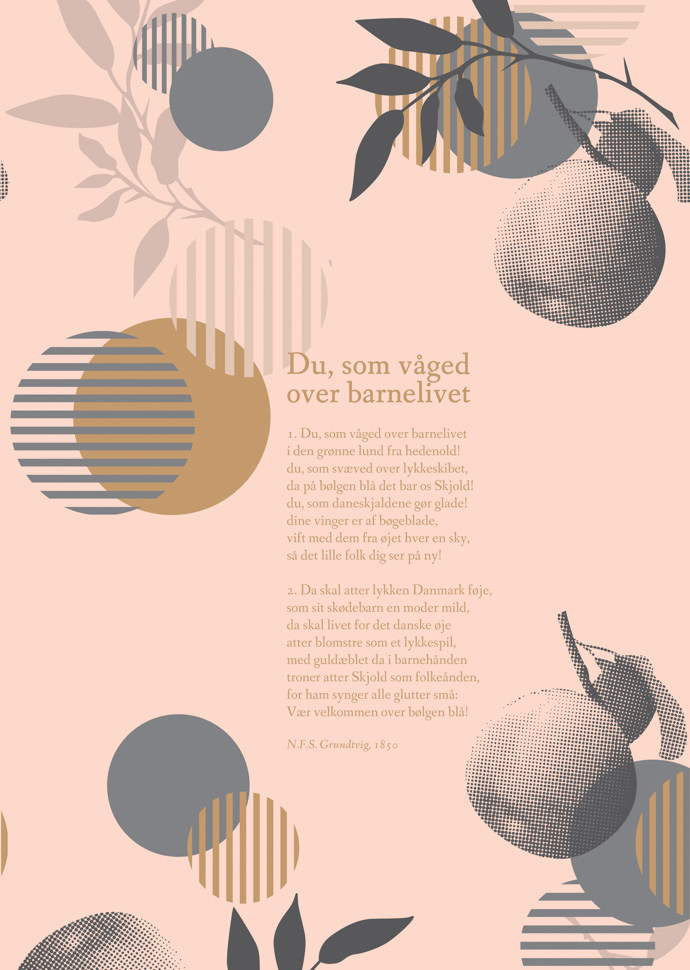 Du, som våged
over barnelivet
1. Du, som våged over barnelivet
i den grønne lund fra hedenold!
du, som svæved over lykkeskibet,
da på bølgen blå det bar os Skjold!
du, som daneskjaldene gør glade!
dine vinger er af bøgeblade,
vift med dem fra øjet hver en sky,
så det lille folk dig ser på ny!
2. Da skal atter lykken Danmark føje,
som sit skødebarn en moder mild,
da skal livet for det danske øje
atter blomstre som et lykkespil,
med guldæblet da i barnehånden
troner atter Skjold som folkeånden,
for ham synger alle glutter små:
Vær velkommen over bølgen blå!
N.F.S. Grundtvig, 1850